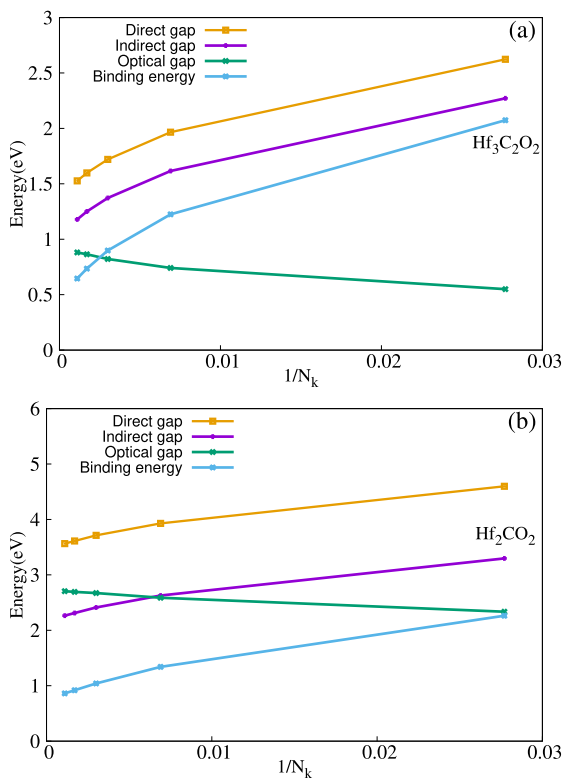 (a)
Direct gap
Indirect gap
Optical gap
Binding energy
3
2.5
2
1.5
1
0.5
0
Energy(eV)
Hf₃C₂O₂
0 0.01 0.02 0.03
1/Nₖ
(b)
Direct gap
Indirect gap
Optical gap
Binding energy
6
5
4
3
2
1
0
Energy(eV)
Hf₂CO₂
0 0.01 0.02 0.03
1/Nₖ